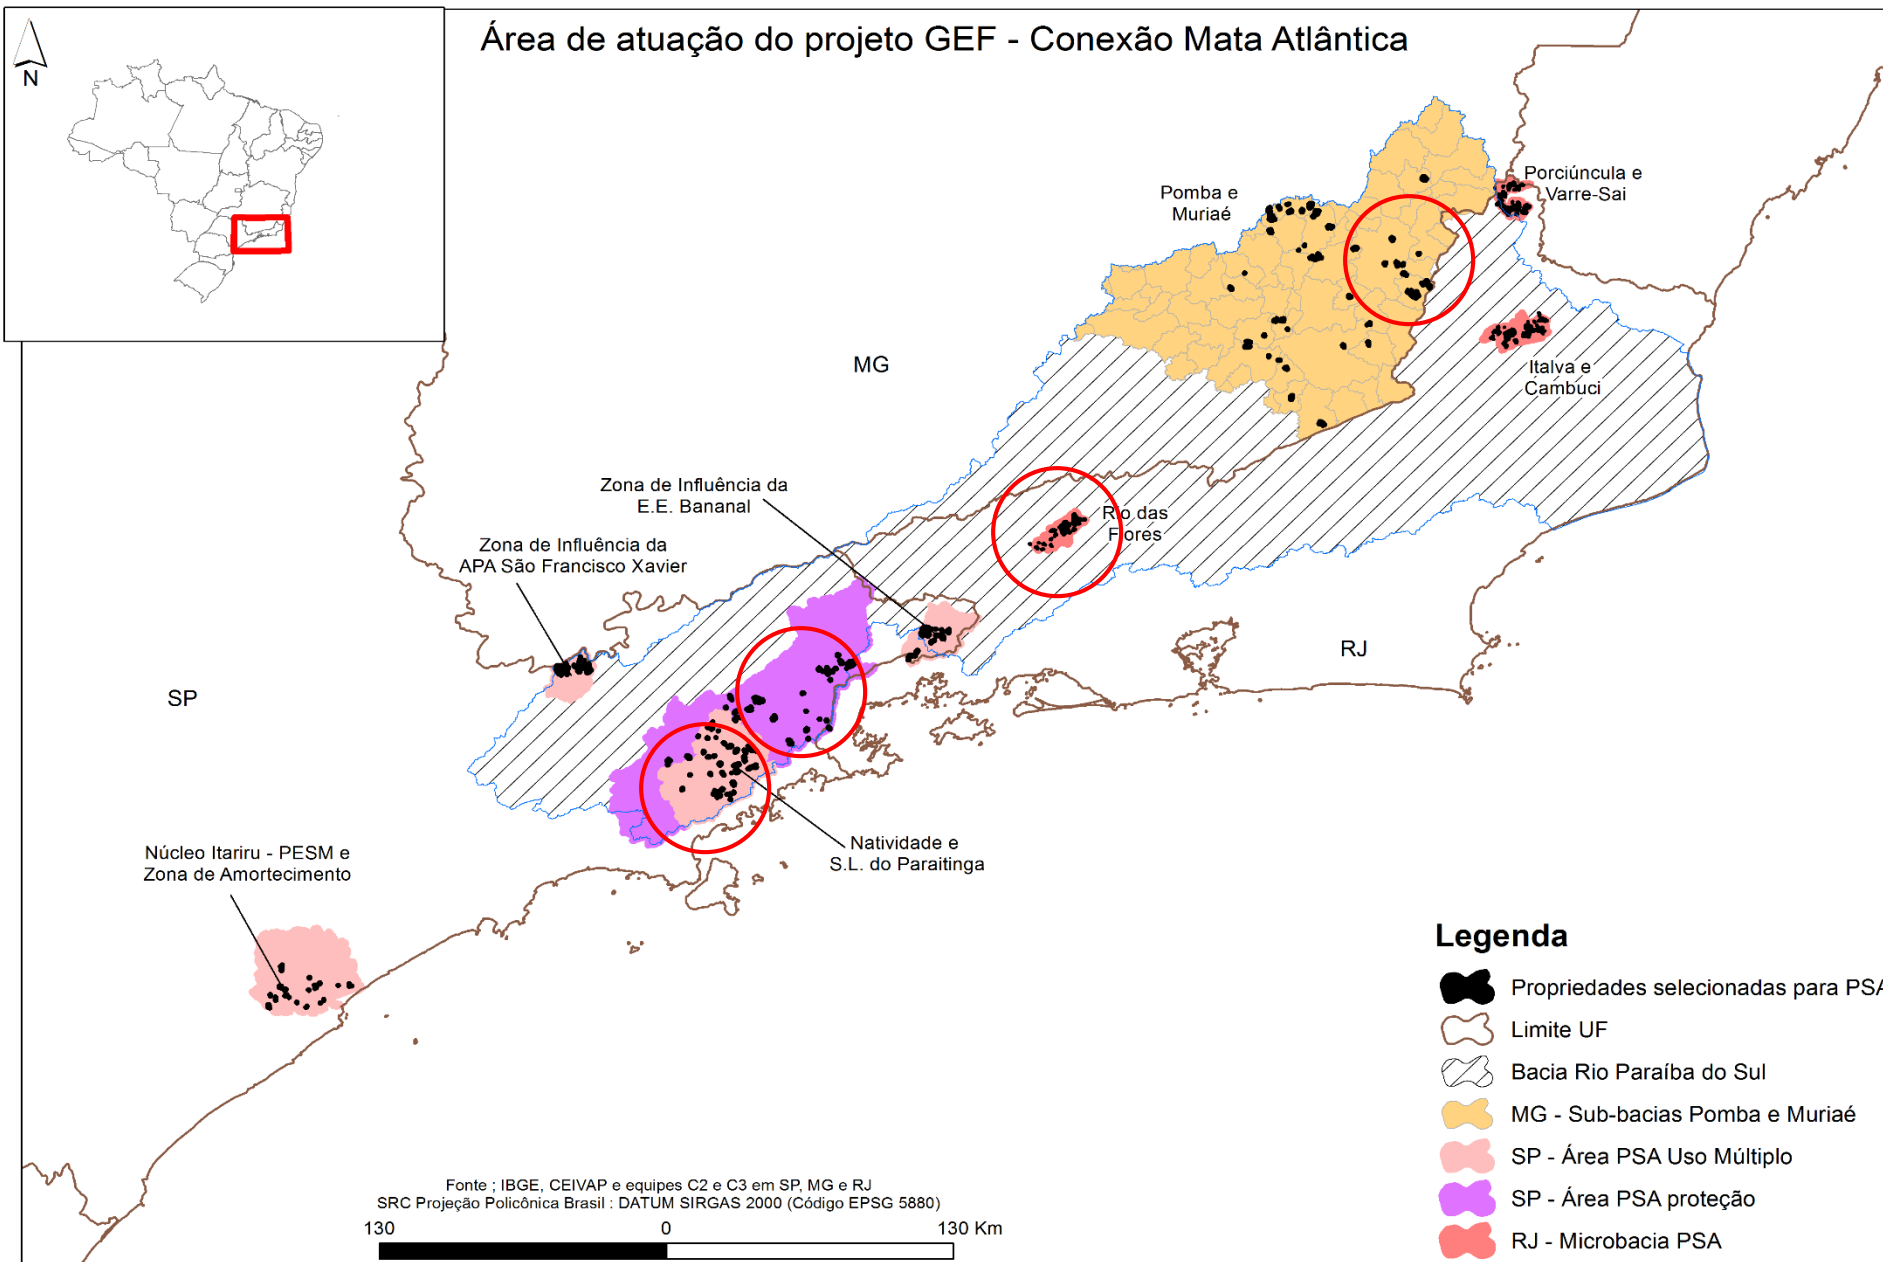 Área de atuação do projeto GEF - Conexão Mata Atlântica
N
Pomba e
Muriaé
Porciúncula e
Varre-Sai
MG
Italva e
Cambuci
Zona de Influência da
E.E. Bananal
Rio das
Flores
Zona de Influência da
APA São Francisco Xavier
RJ
SP
Natividade e
S.L. do Paraitinga
Núcleo Itariru - PESM e
Zona de Amortecimento
Legenda
Propriedades selecionadas para PSA
Limite UF
Bacia Rio Paraíba do Sul
MG - Sub-bacias Pomba e Muriaé
SP - Área PSA Uso Múltiplo
SP - Área PSA proteção
RJ - Microbacia PSA
Fonte ; IBGE, CEIVAP e equipes C2 e C3 em SP, MG e RJ
SRC Projeção Policônica Brasil : DATUM SIRGAS 2000 (Código EPSG 5880)
130 0 130 Km